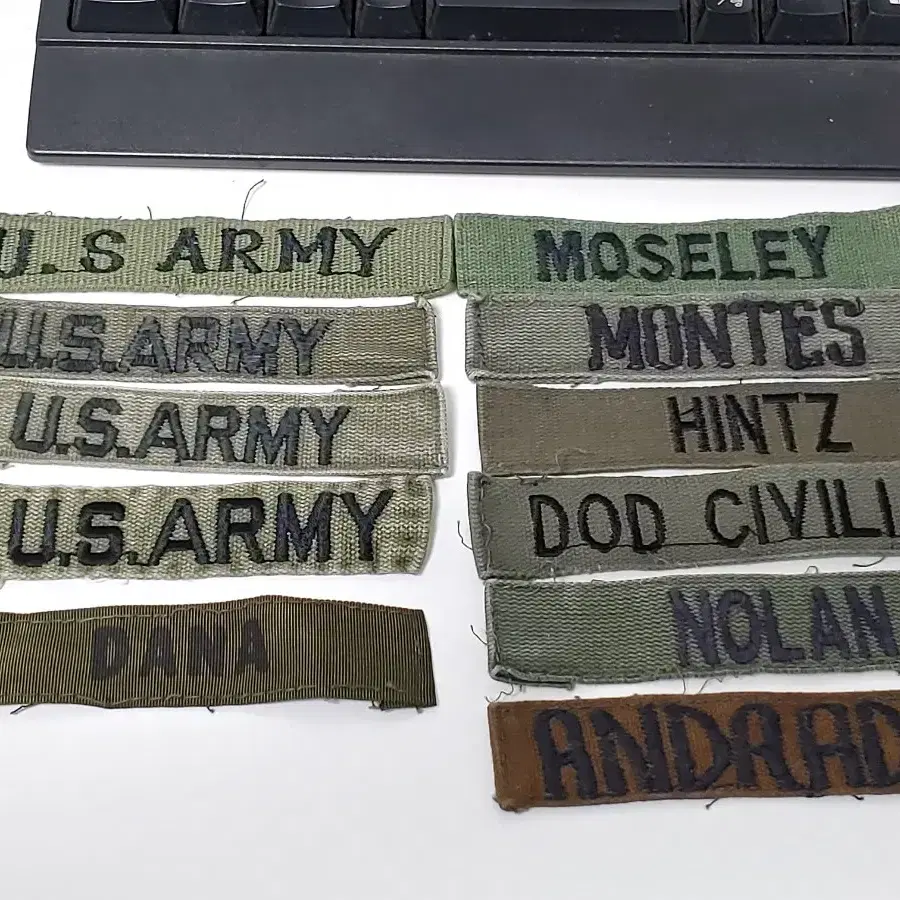 U.S ARMY
MOSELEY
U.S.ARMY
MONTES
U.S.ARMY
HINTZ
U.S.ARMY
DOD CIVILI
DANA
NOLAN
ANDRAD